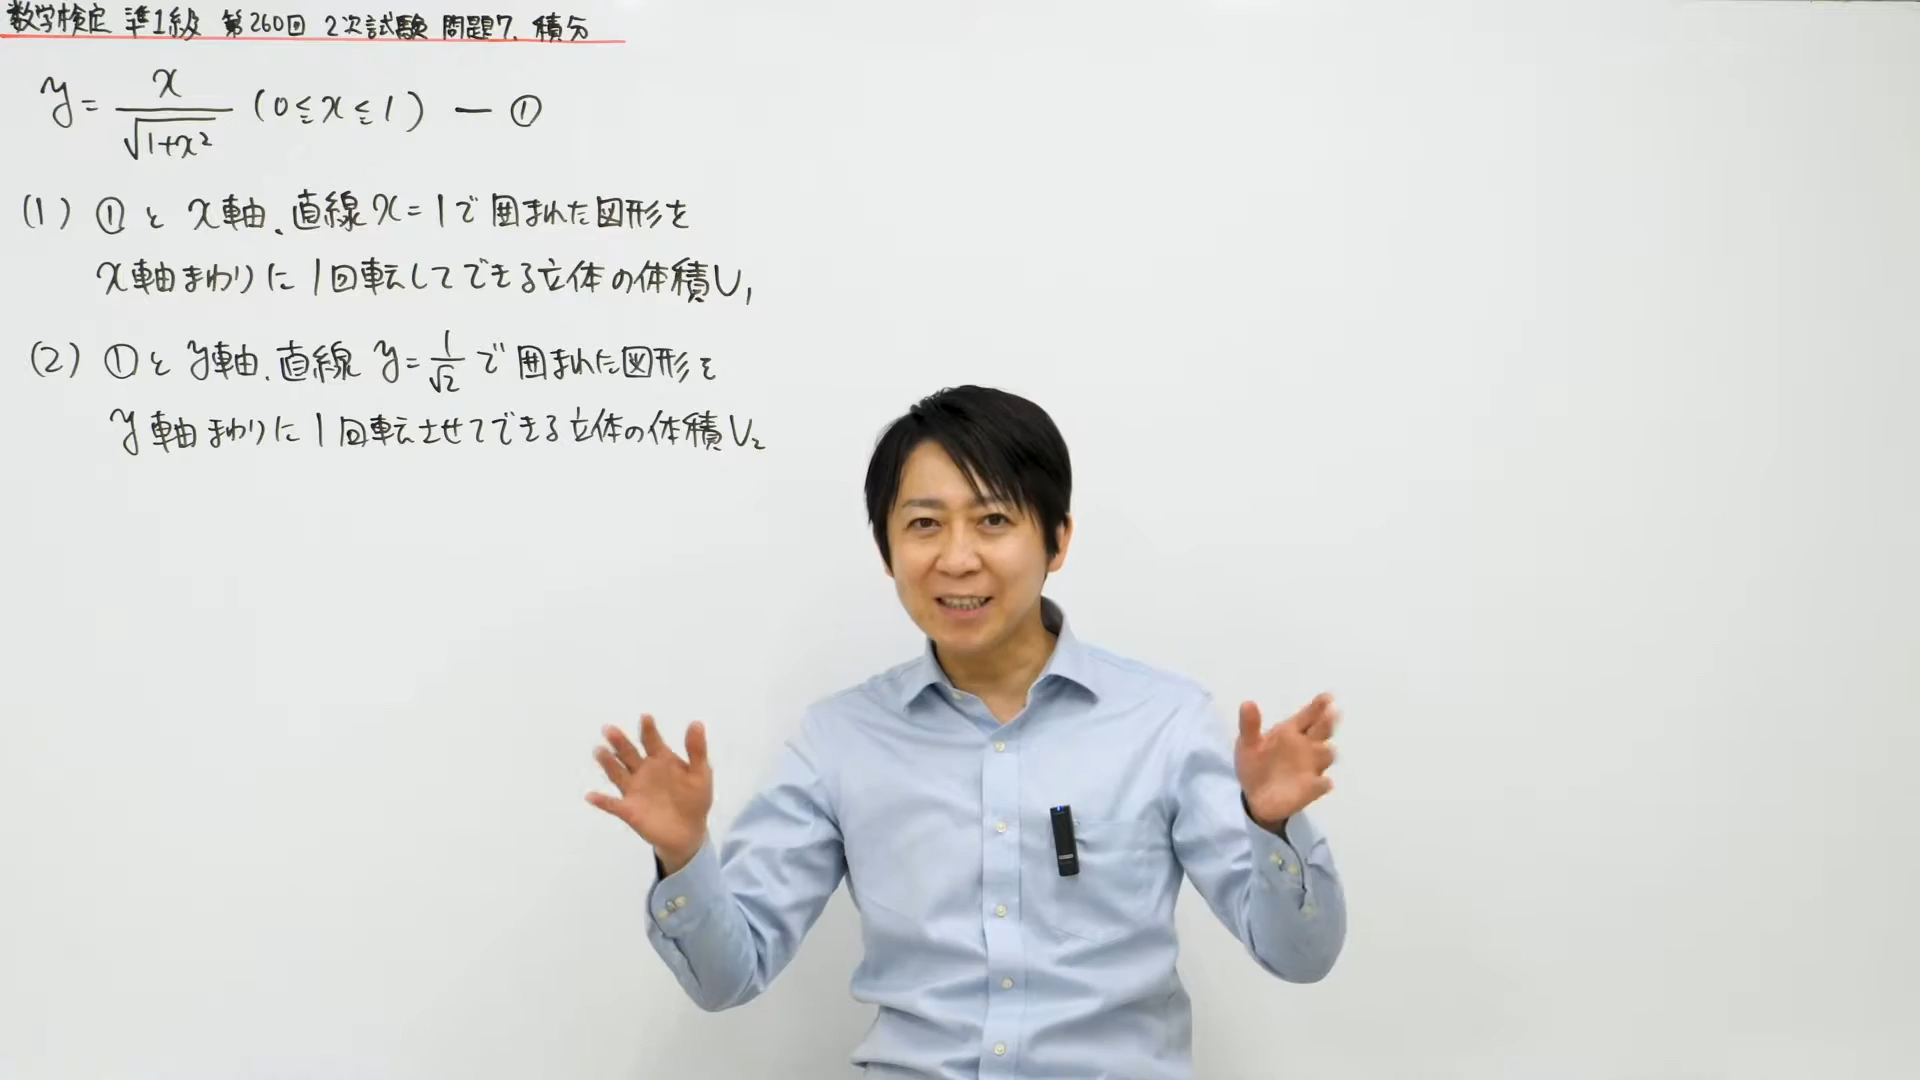 数学検定 準1級 第260回 2次試験 問題7. 積分
y = x/√(1+x²) (0≦x≦1) ― ①
(1) ①と x軸、直線x=1で囲まれた図形を
x軸まわりに1回転してできる立体の体積V₁
(2) ①と y軸、直線 y=1/√2 で囲まれた図形を
y軸まわりに1回転させてできる立体の体積V₂